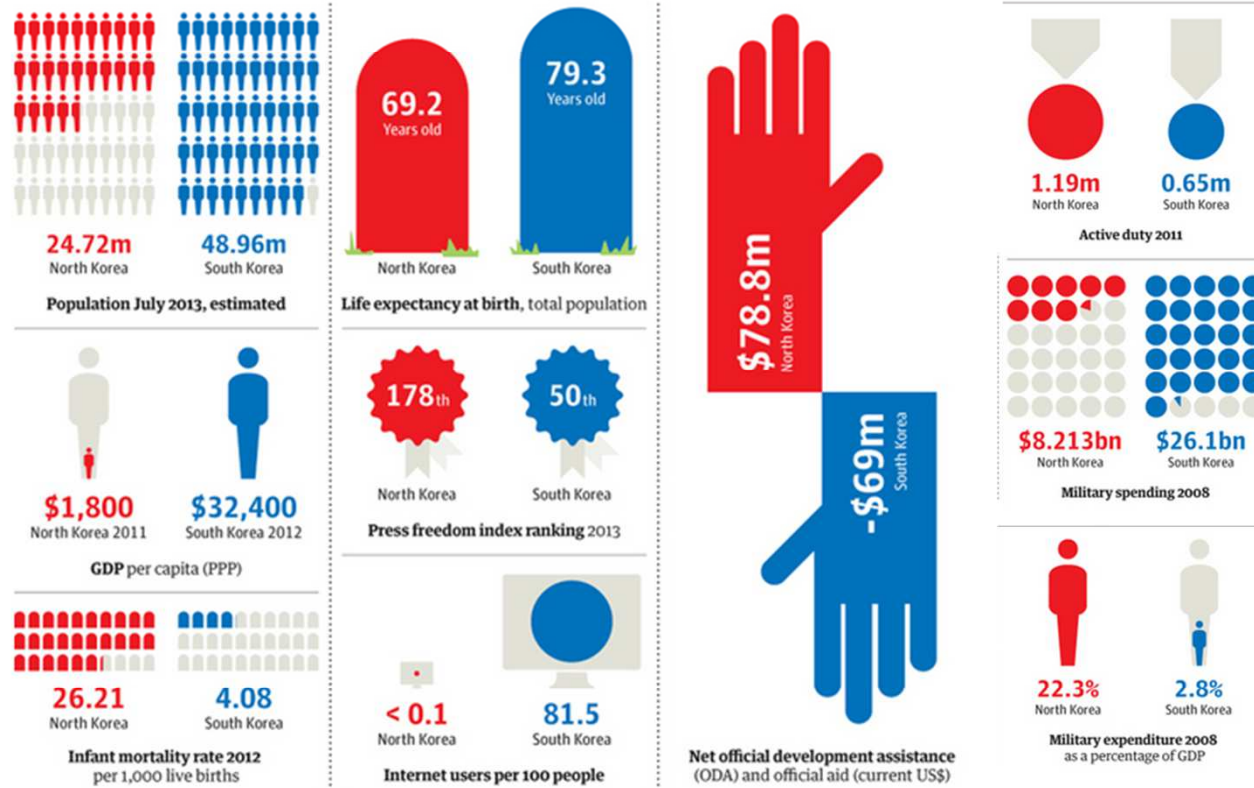 24.72m
North Korea
48.96m
South Korea
Population July 2013, estimated
$1,800
North Korea 2011
$32,400
South Korea 2012
GDP per capita (PPP)
26.21
North Korea
4.08
South Korea
Infant mortality rate 2012
per 1,000 live births
69.2
Years old
79.3
Years old
North Korea
South Korea
Life expectancy at birth, total population
178th
50th
North Korea
South Korea
Press freedom index ranking 2013
< 0.1
North Korea
81.5
South Korea
Internet users per 100 people
$78.8m
North Korea
-$69m
South Korea
Net official development assistance
(ODA) and official aid (current US$)
1.19m
North Korea
0.65m
South Korea
Active duty 2011
$8.213bn
North Korea
$26.1bn
South Korea
Military spending 2008
22.3%
North Korea
2.8%
South Korea
Military expenditure 2008
as a percentage of GDP